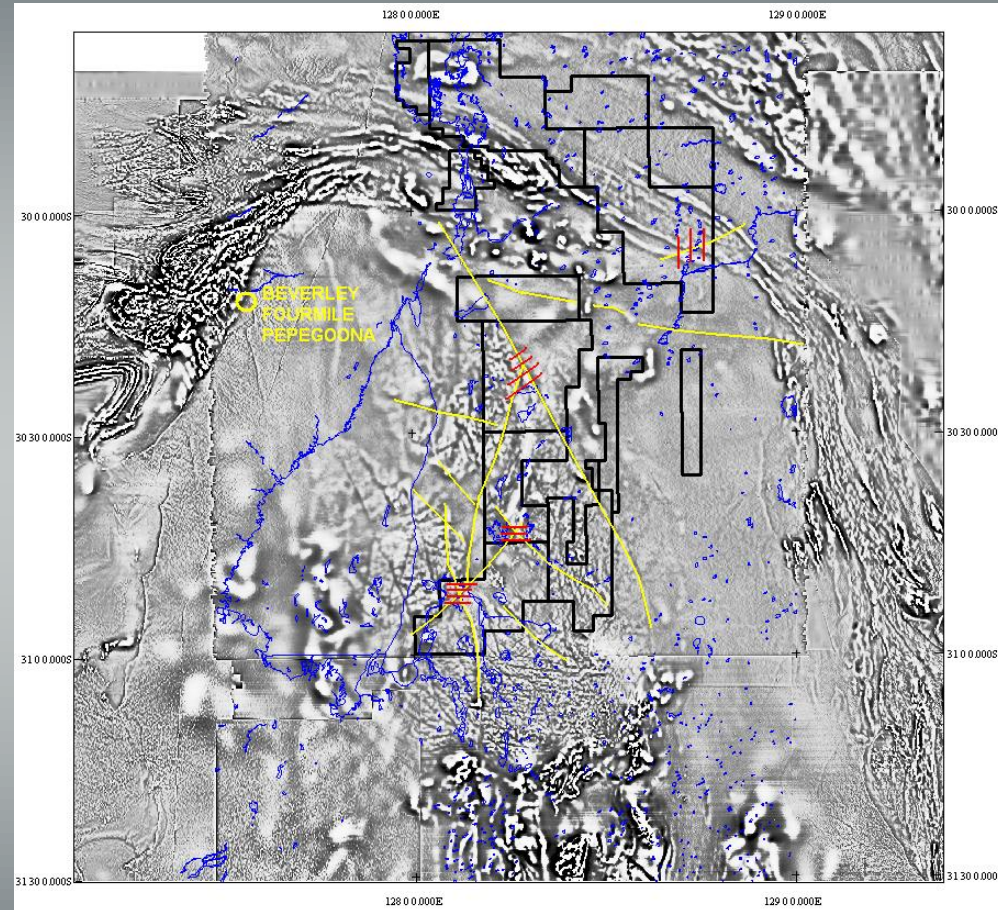 128 0 0.000E 129 0 0.000E
30 0 0.000S 30 0 0.000S
BEVERLEY
FOURMILE
PEPEGOONA
30 30 0.000S 30 30 0.000
31 0 0.000S 31 0 0.000S
31 30 0.000S 31 30 0.000
128 0 0.000E 129 0 0.000E